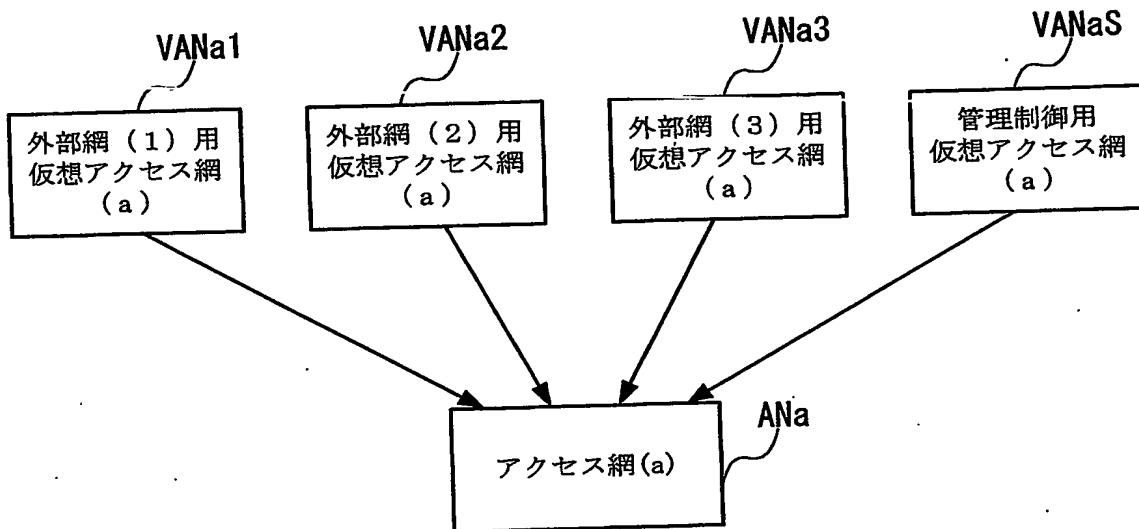 VANa1
VANa2
VANa3
VANaS
外部網（1）用
仮想アクセス網
（a）
外部網（2）用
仮想アクセス網
（a）
外部網（3）用
仮想アクセス網
（a）
管理制御用
仮想アクセス網
（a）
ANa
アクセス網(a)